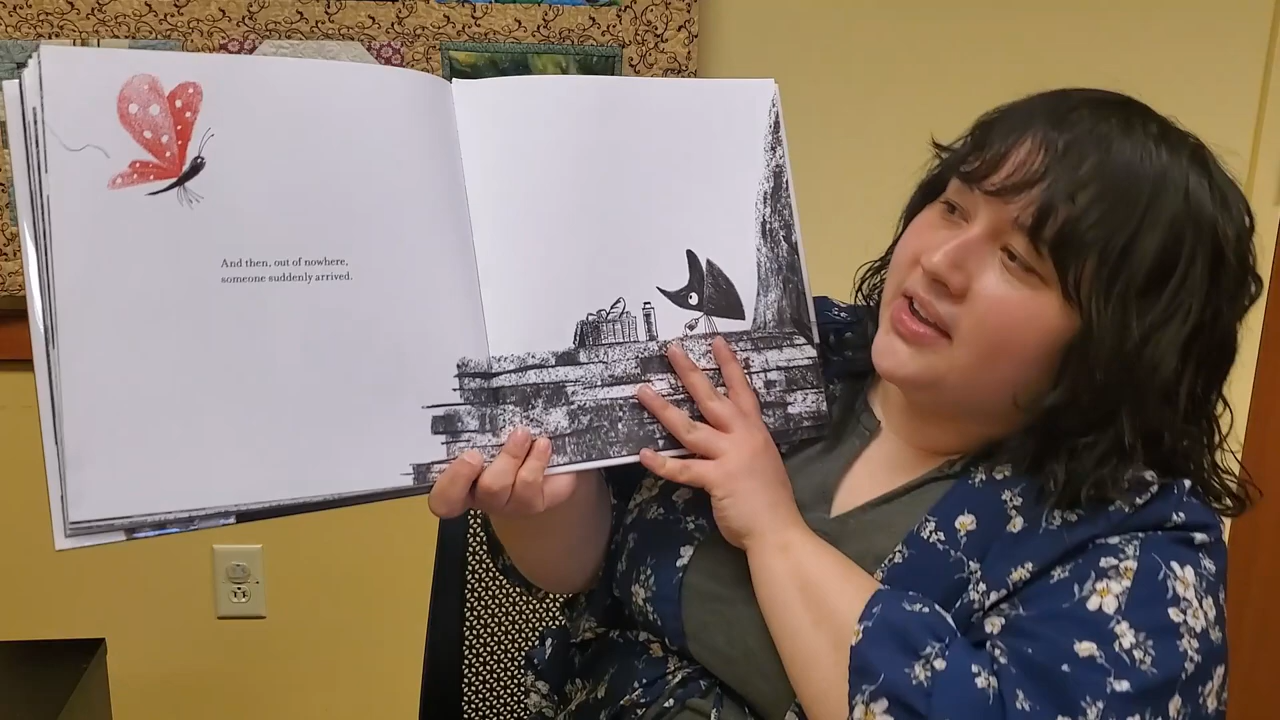 And then, out of nowhere,
someone suddenly arrived.